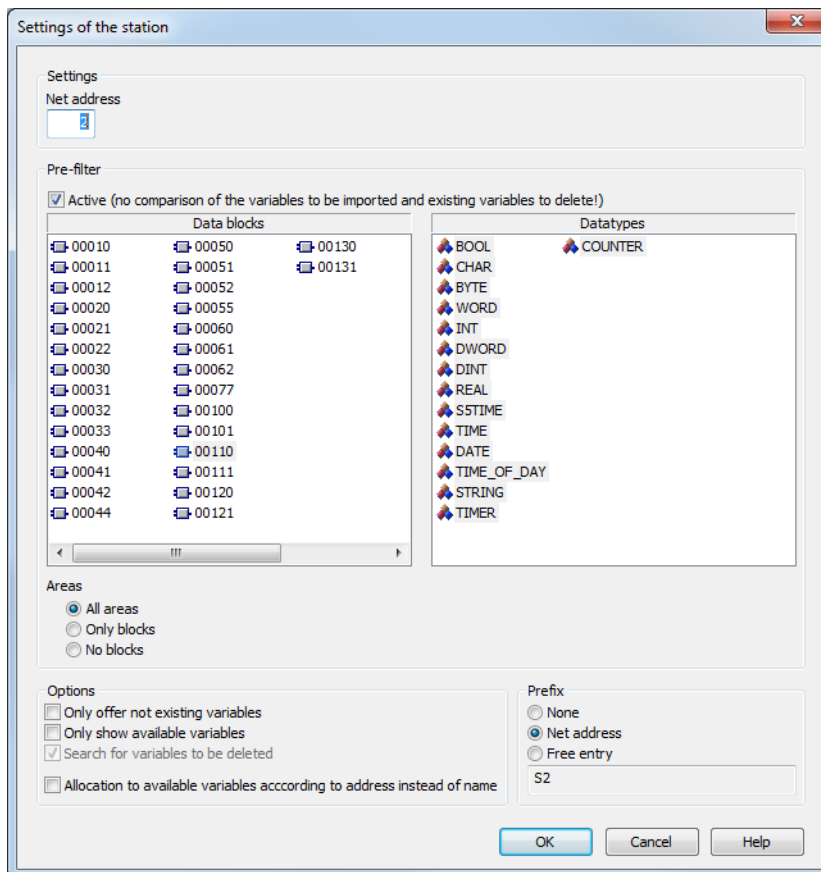 Settings of the station
Settings
Net address
2
Pre-filter
Active (no comparison of the variables to be imported and existing variables to delete!)
Data blocks
00010 00050 00130
00011 00051 00131
00012 00052
00020 00055
00021 00060
00022 00061
00030 00062
00031 00077
00032 00100
00033 00101
00040 00110
00041 00111
00042 00120
00044 00121
Datatypes
BOOL COUNTER
CHAR
BYTE
WORD
INT
DWORD
DINT
REAL
S5TIME
TIME
DATE
TIME_OF_DAY
STRING
TIMER
Areas
All areas
Only blocks
No blocks
Options
Only offer not existing variables
Only show available variables
Search for variables to be deleted
Allocation to available variables acccording to address instead of name
Prefix
None
Net address
Free entry
S2
OK Cancel Help